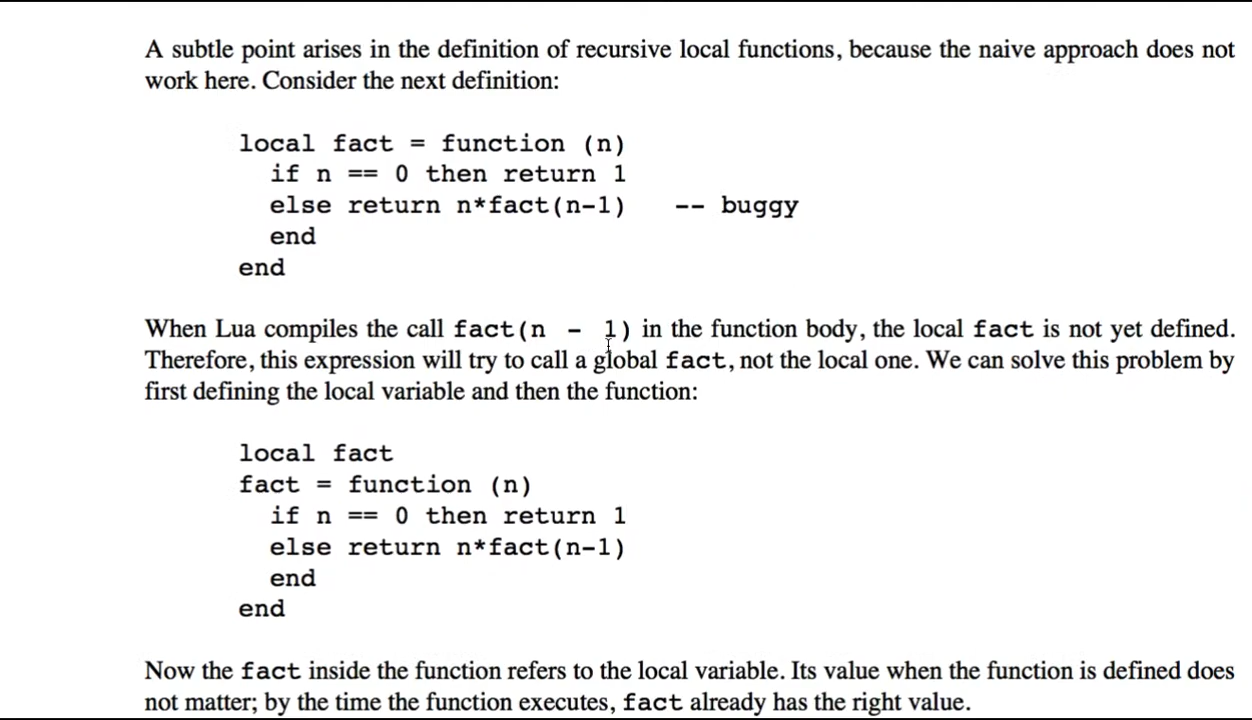 A subtle point arises in the definition of recursive local functions, because the naive approach does not
work here. Consider the next definition:
local fact = function (n)
  if n == 0 then return 1
  else return n*fact(n-1)   -- buggy
  end
end
When Lua compiles the call fact(n - 1) in the function body, the local fact is not yet defined.
Therefore, this expression will try to call a global fact, not the local one. We can solve this problem by
first defining the local variable and then the function:
local fact
fact = function (n)
  if n == 0 then return 1
  else return n*fact(n-1)
  end
end
Now the fact inside the function refers to the local variable. Its value when the function is defined does
not matter; by the time the function executes, fact already has the right value.